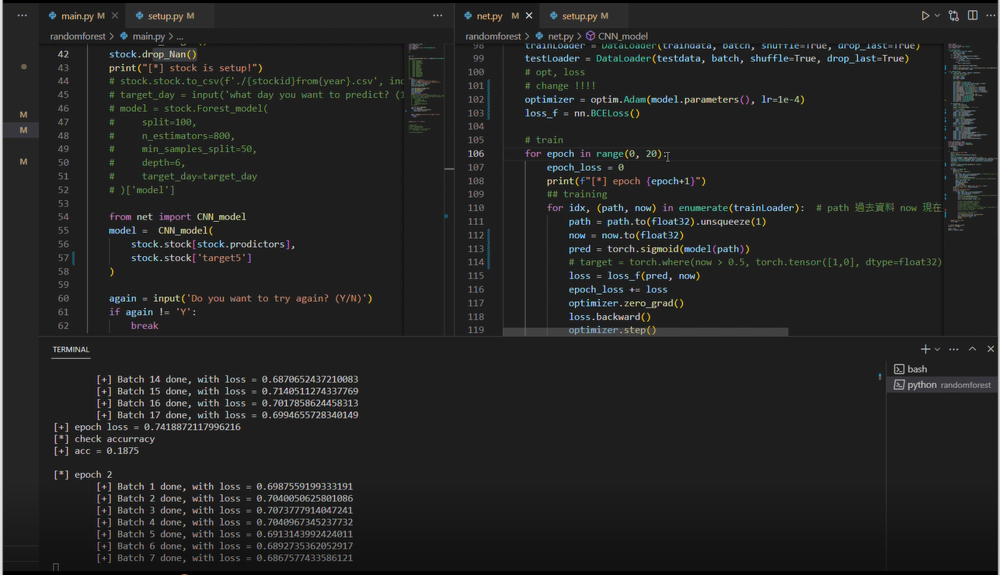 main.py M
setup.py M
net.py M
setup.py M
randomforest > main.py > ...
42 stock.drop_Nan()
43 print("[*] stock is setup!")
44 # stock.stock.to_csv(f'./{stockid}from{year}.csv', inc
45 # target_day = input('what day you want to predict? (1
46 # model = stock.Forest_model(
47 #     split=100,
48 #     n_estimators=800,
49 #     min_samples_split=50,
50 #     depth=6,
51 #     target_day=target_day
52 # )['model']
53
54 from net import CNN_model
55 model =  CNN_model(
56     stock.stock[stock.prodictors],
57     stock.stock['target5']
58 )
59
60 again = input('Do you want to try again? (Y/N)')
61 if again != 'Y':
62     break
randomforest > net.py > CNN_model
98 trainLoader = DataLoader(traindata, batch, shuffle=True, drop_last=True)
99 testLoader = DataLoader(testdata, batch, shuffle=True, drop_last=True)
100 # opt, loss
101 # change !!!!
102 optimizer = optim.Adam(model.parameters(), lr=1e-4)
103 loss_f = nn.BCELoss()
104
105 # train
106 for epoch in range(0, 20):
107     epoch_loss = 0
108     print(f"[*] epoch {epoch+1}")
109     ## training
110     for idx, (path, now) in enumerate(trainLoader):  # path 過去資料 now 現在
111         path = path.to(float32).unsqueeze(1)
112         now = now.to(float32)
113         pred = torch.sigmoid(model(path))
114         # target = torch.where(now > 0.5, torch.tensor([1,0], dtype=float32)
115         loss = loss_f(pred, now)
116         epoch_loss += loss
117         optimizer.zero_grad()
118         loss.backward()
119         optimizer.step()
M
M
M
TERMINAL
[+] Batch 14 done, with loss = 0.6870652437210083
[+] Batch 15 done, with loss = 0.7140511274337769
[+] Batch 16 done, with loss = 0.7017858624458313
[+] Batch 17 done, with loss = 0.6994655728340149
[+] epoch loss = 0.7418872117996216
[*] check accurracy
[+] acc = 0.1875
[*] epoch 2
[+] Batch 1 done, with loss = 0.6987559199333191
[+] Batch 2 done, with loss = 0.7040050625801086
[+] Batch 3 done, with loss = 0.7073777914047241
[+] Batch 4 done, with loss = 0.7040967345237732
[+] Batch 5 done, with loss = 0.6913143992424011
[+] Batch 6 done, with loss = 0.6892735362052917
[+] Batch 7 done, with loss = 0.6867577433586121
bash
python randomforest